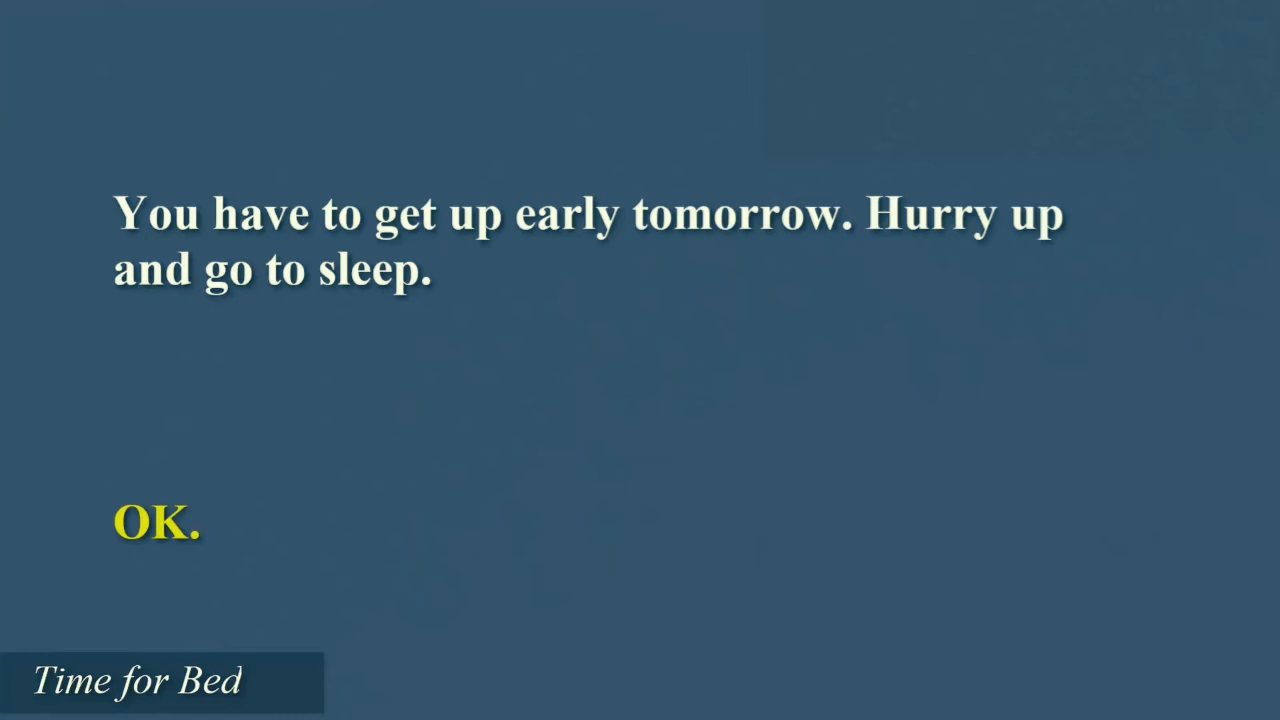 You have to get up early tomorrow. Hurry up
and go to sleep.
OK.
Time for Bed